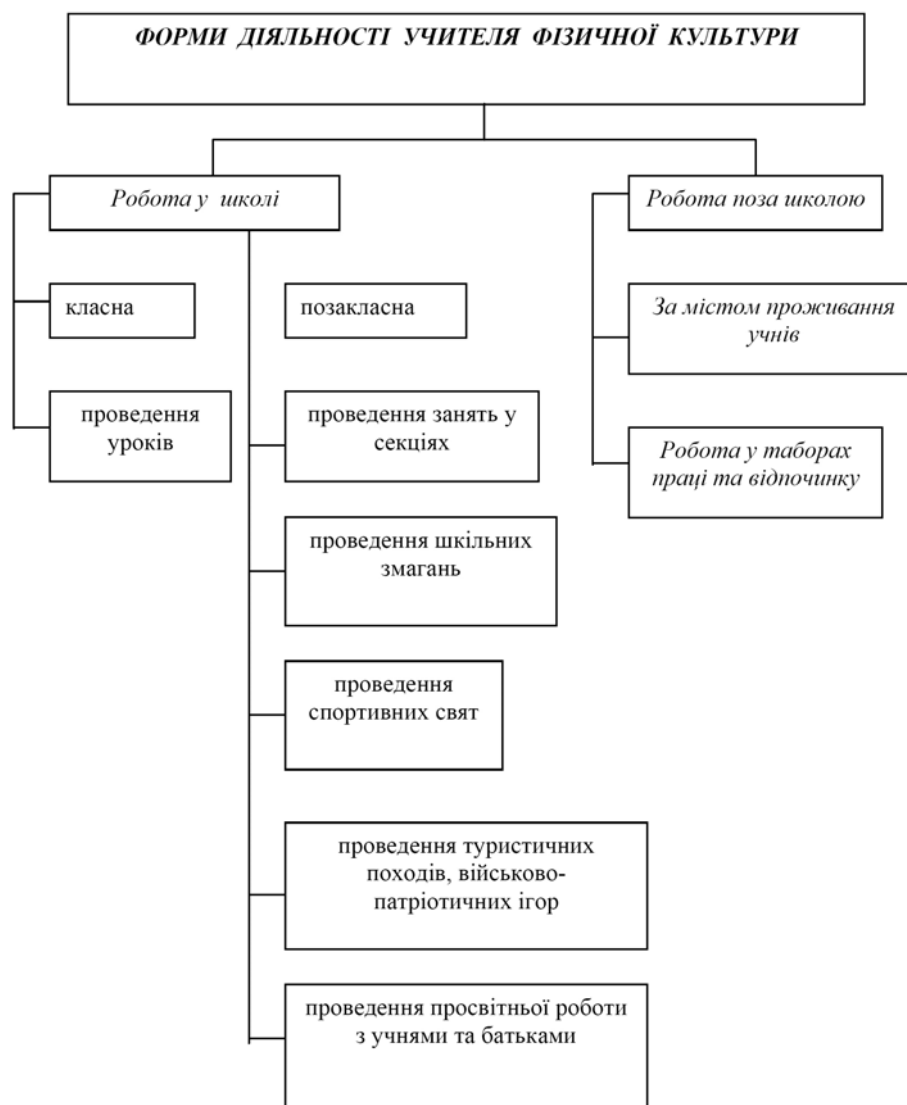 ФОРМИ ДІЯЛЬНОСТІ УЧИТЕЛЯ ФІЗИЧНОЇ КУЛЬТУРИ
Робота у школі
Робота поза школою
класна
позакласна
За містом проживання
учнів
проведення
уроків
проведення занять у
секціях
Робота у таборах
праці та відпочинку
проведення шкільних
змагань
проведення
спортивних свят
проведення туристичних
походів, військово-
патріотичних ігор
проведення просвітньої роботи
з учнями та батьками